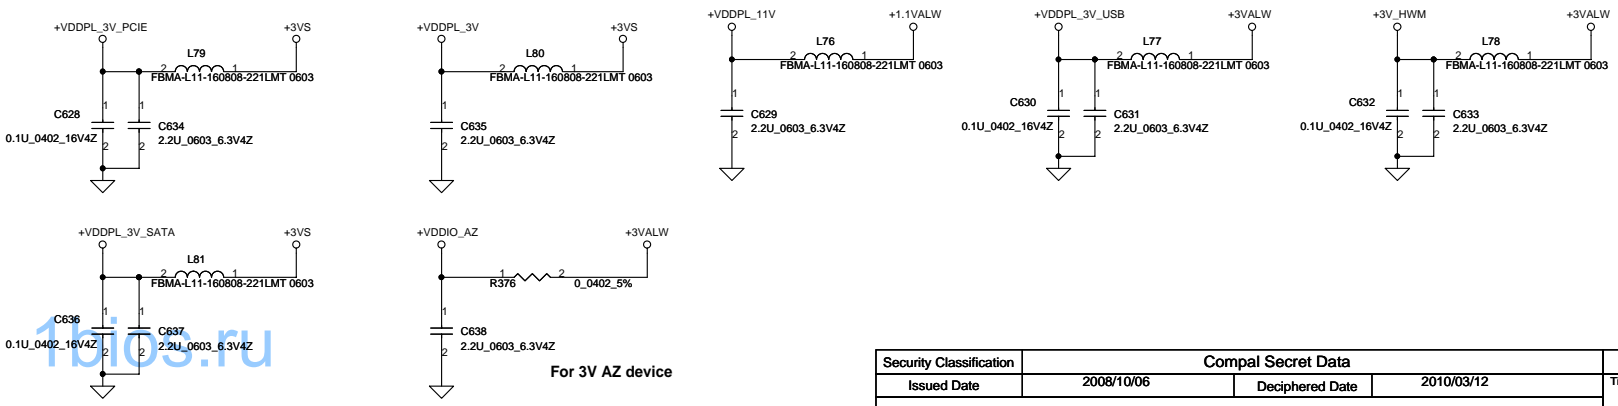 +VDDPL_3V_PCIE
+3VS
L79
2
1
FBMA-L11-160808-221LMT 0603
1
1
C628
C634
0.1U_0402_16V4Z
2.2U_0603_6.3V4Z
2
2
+VDDPL_3V
+3VS
L80
2
1
FBMA-L11-160808-221LMT 0603
1
C635
2.2U_0603_6.3V4Z
2
+VDDPL_11V
+1.1VALW
L76
2
1
FBMA-L11-160808-221LMT 0603
1
C629
2.2U_0603_6.3V4Z
2
+VDDPL_3V_USB
+3VALW
L77
2
1
FBMA-L11-160808-221LMT 0603
1
1
C630
C631
0.1U_0402_16V4Z
2.2U_0603_6.3V4Z
2
2
+3V_HWM
+3VALW
L78
2
1
FBMA-L11-160808-221LMT 0603
1
1
C632
C633
0.1U_0402_16V4Z
2.2U_0603_6.3V4Z
2
2
+VDDPL_3V_SATA
+3VS
L81
2
1
FBMA-L11-160808-221LMT 0603
1
1
C636
C637
0.1U_0402_16V4Z
2.2U_0603_6.3V4Z
2
2
1bios.ru
+VDDIO_AZ
+3VALW
1
2
R376
0_0402_5%
1
C638
2.2U_0603_6.3V4Z
2
For 3V AZ device
Security Classification
Compal Secret Data
Issued Date
2008/10/06
Deciphered Date
2010/03/12